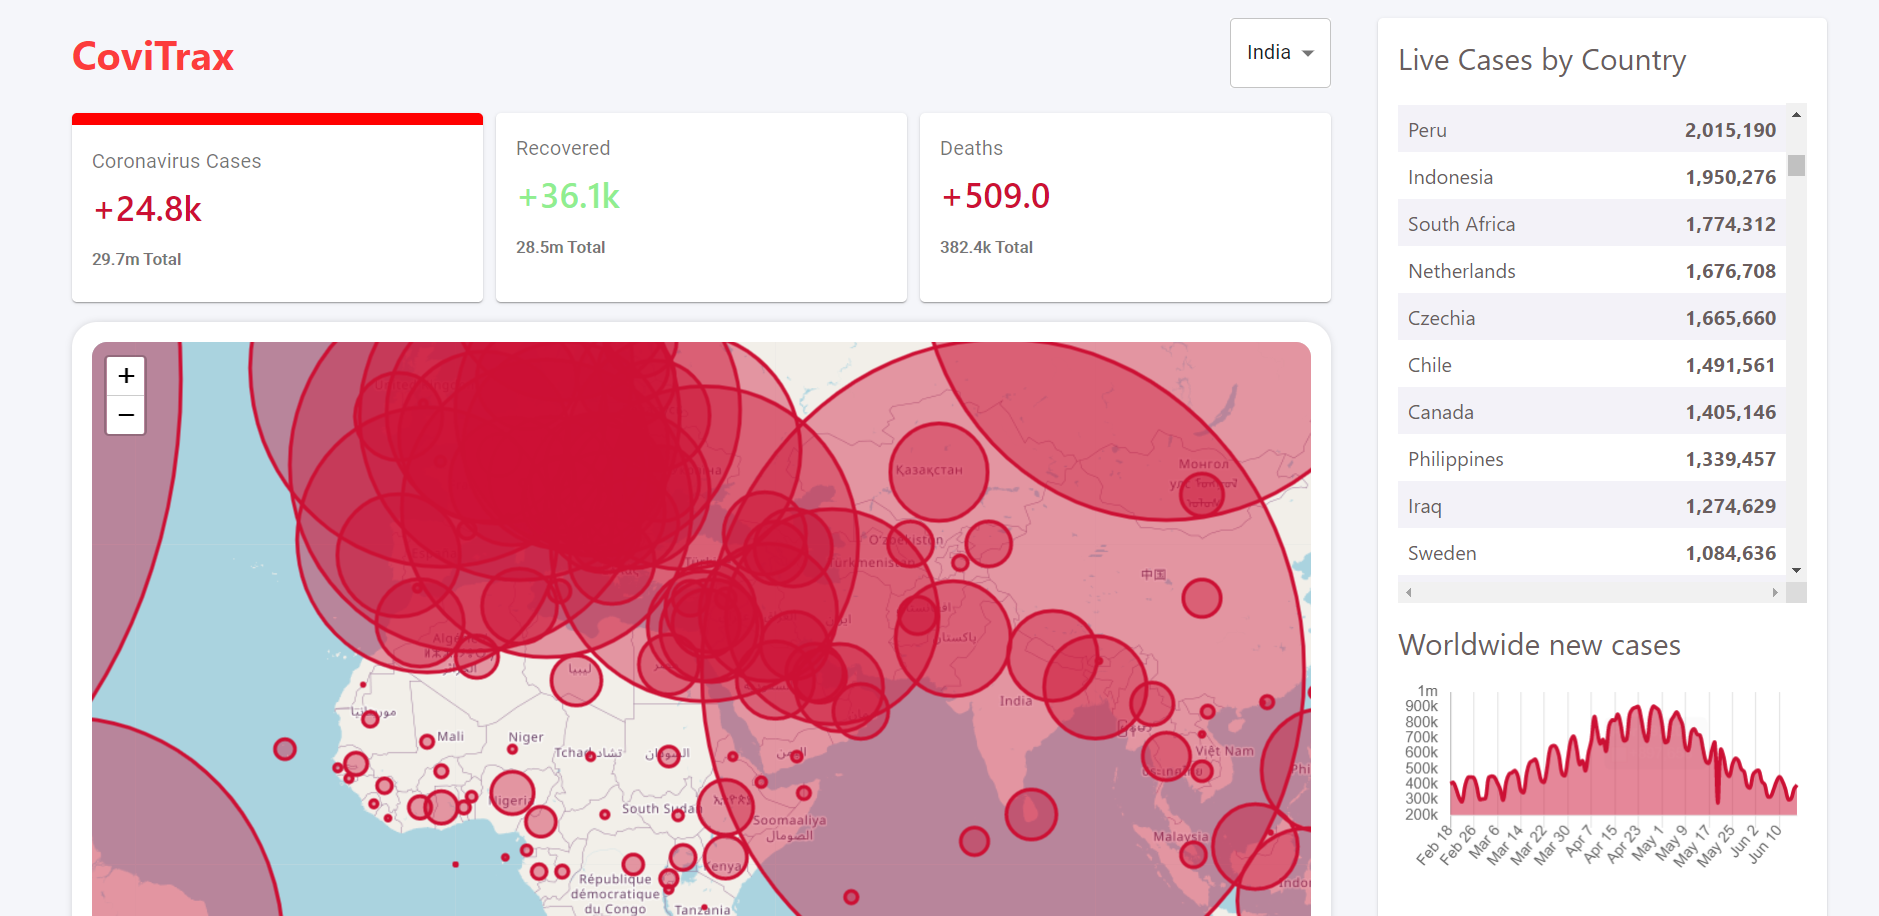 CoviTrax
India
Coronavirus Cases
+24.8k
29.7m Total
Recovered
+36.1k
28.5m Total
Deaths
+509.0
382.4k Total
+
−
Қазақстан
Монгол
улс
O'zbekiston
Türkmenistan
中国
پاکستان
ایران
India
ليبيا
Mali
Niger
Tchad تشاد
السودان
اليمن
Nigeria
South Sudan
Soomaaliya
الصومال
Kenya
République
démocratique
du Congo
Tanzania
Việt Nam
Malaysia
Live Cases by Country
Peru 2,015,190
Indonesia 1,950,276
South Africa 1,774,312
Netherlands 1,676,708
Czechia 1,665,660
Chile 1,491,561
Canada 1,405,146
Philippines 1,339,457
Iraq 1,274,629
Sweden 1,084,636
Worldwide new cases
1m
900k
800k
700k
600k
500k
400k
300k
200k
Feb 18
Feb 26
Mar 6
Mar 14
Mar 22
Mar 30
Apr 7
Apr 15
Apr 23
May 1
May 9
May 17
May 25
Jun 2
Jun 10